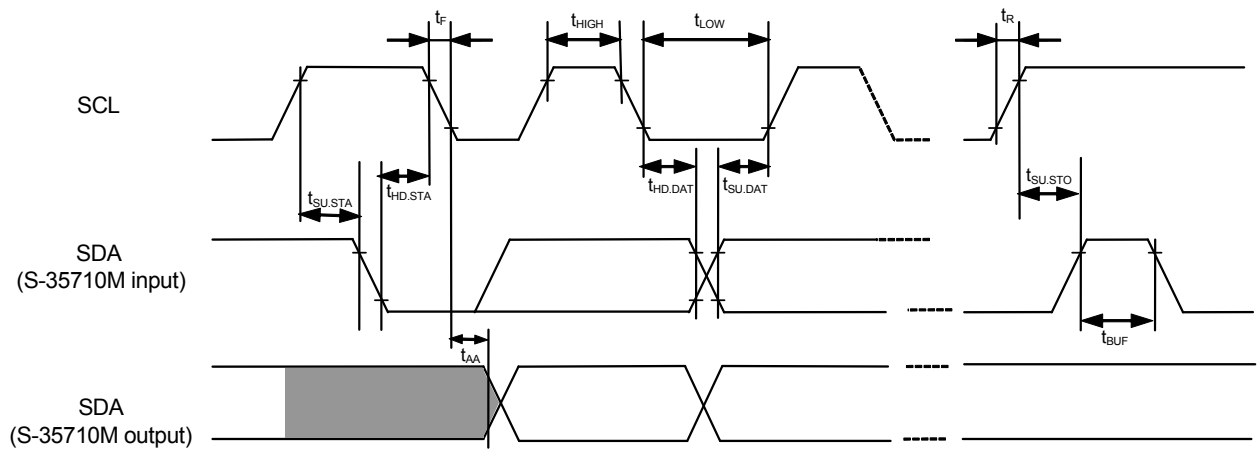 tF
tHIGH
tLOW
tR
SCL
tSU.STA
tHD.STA
tHD.DAT
tSU.DAT
tSU.STO
SDA
(S-35710M input)
tAA
tBUF
SDA
(S-35710M output)